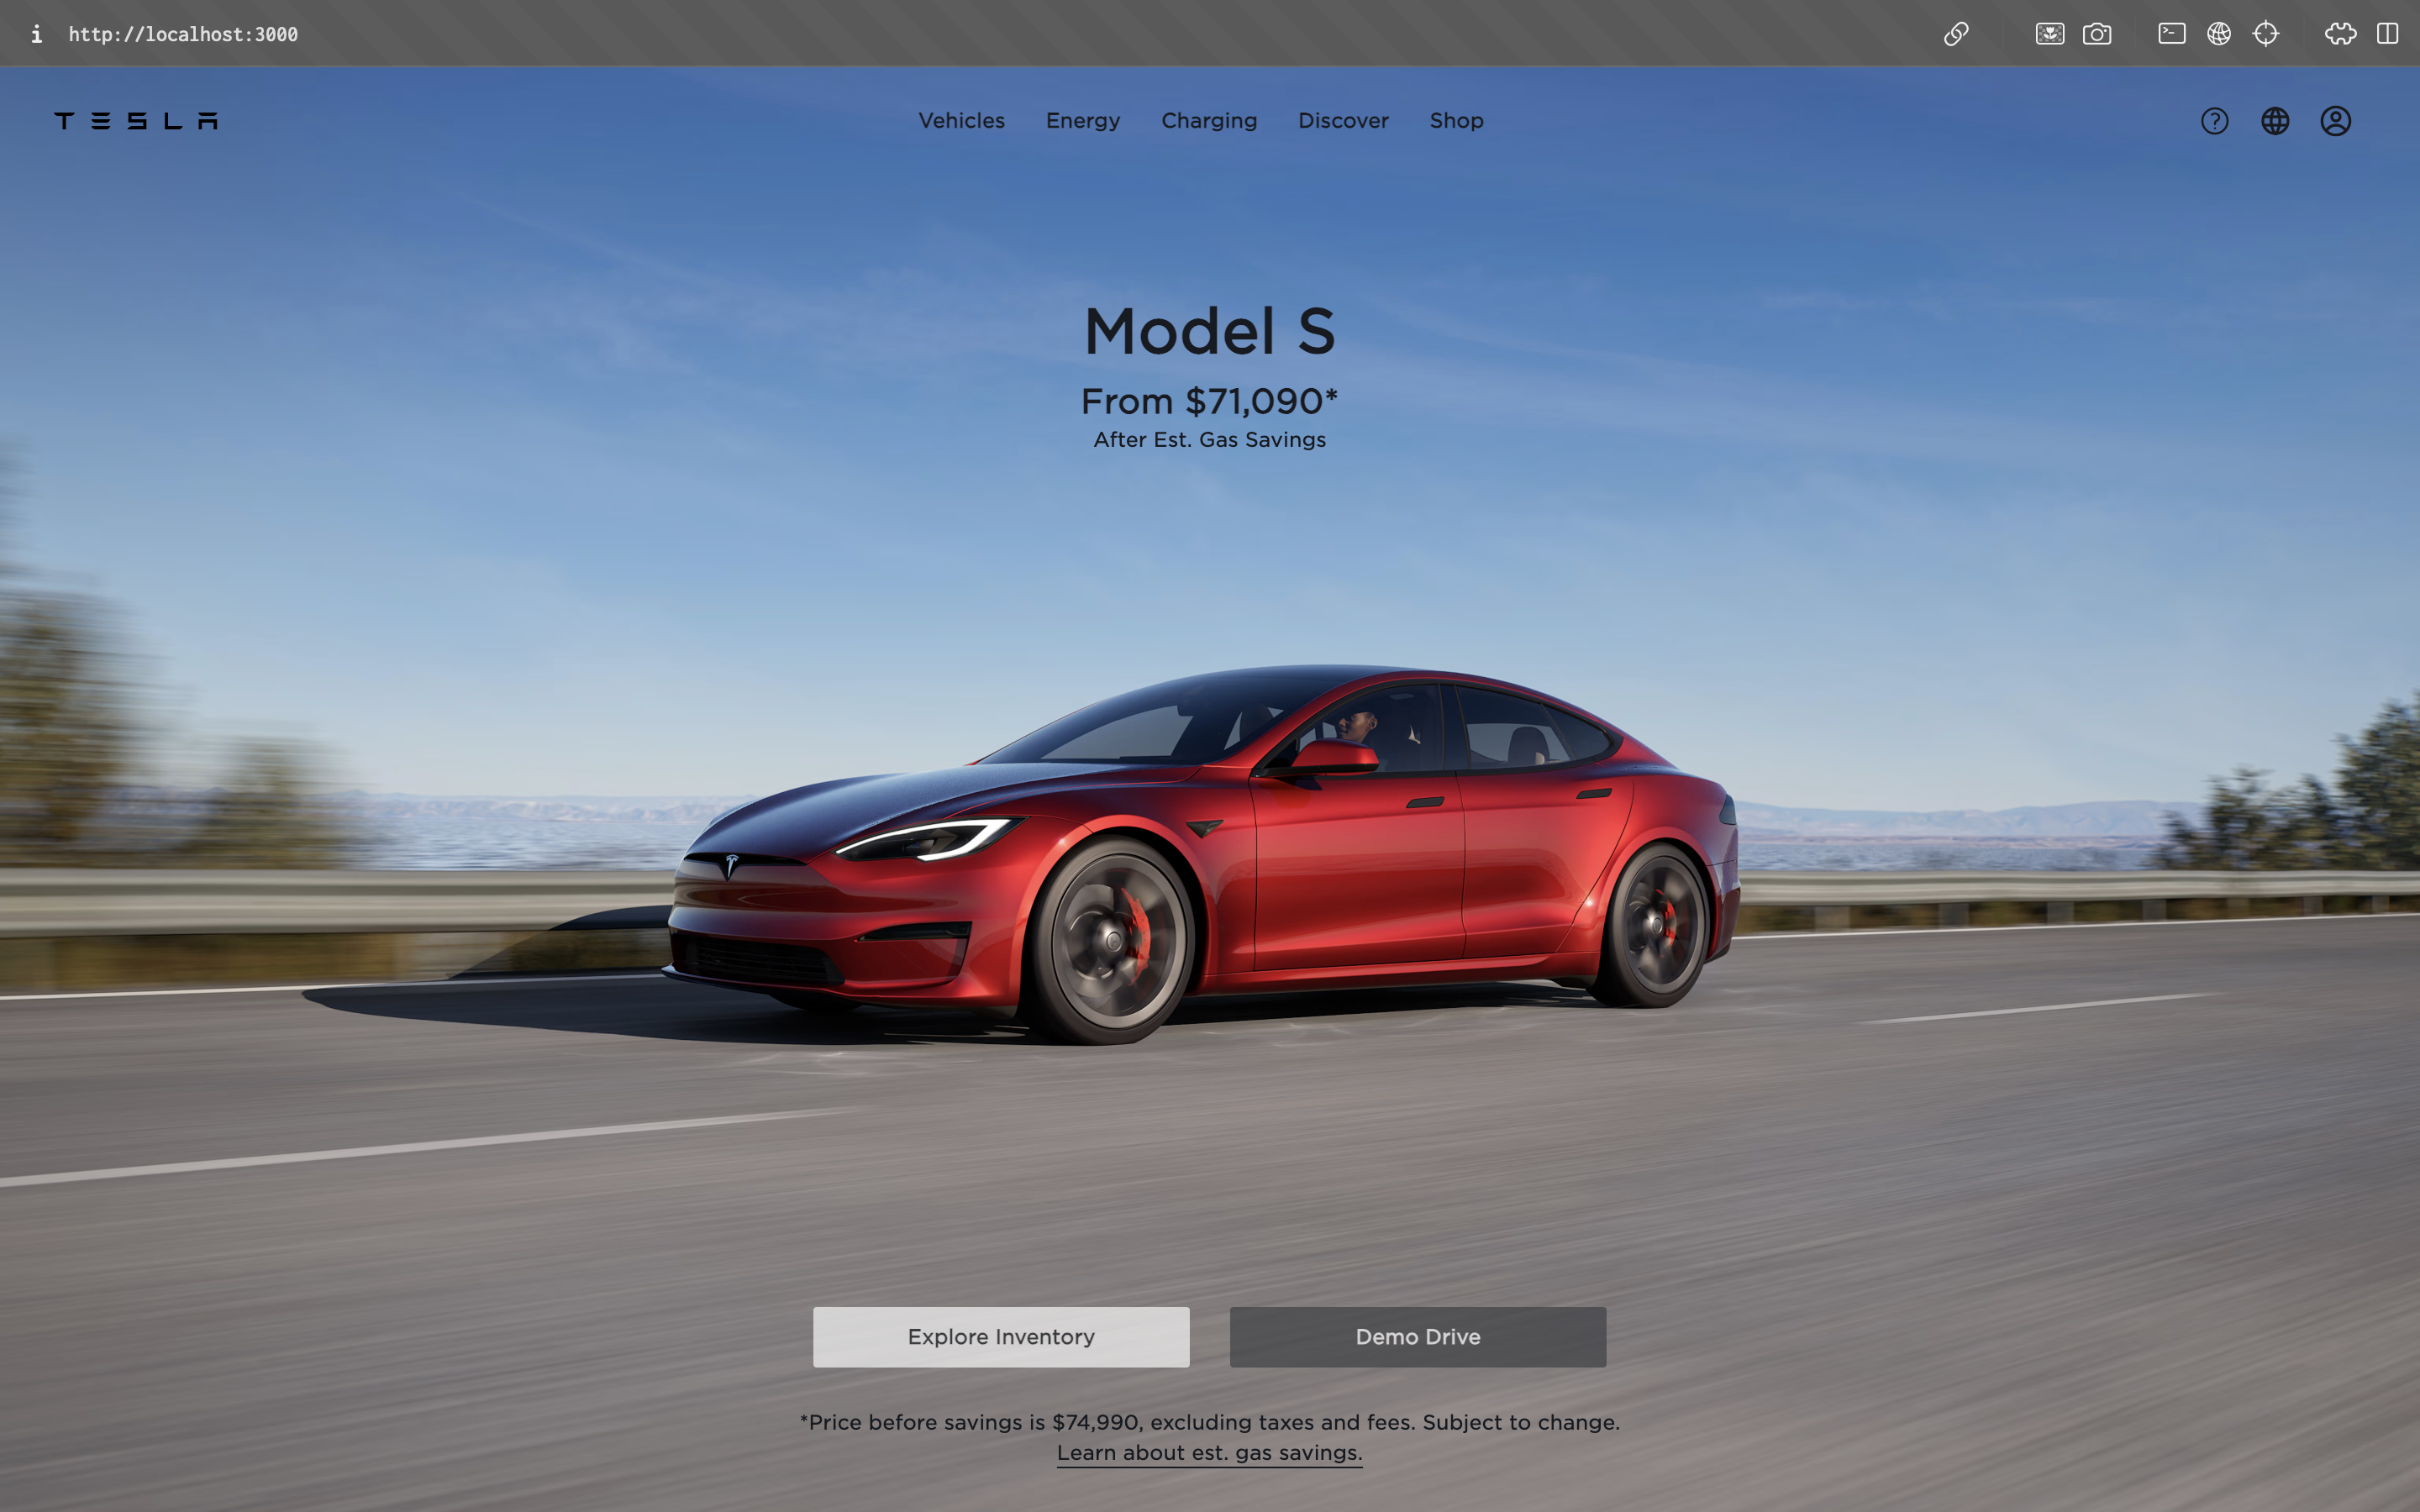 http://localhost:3000
TESLA
Vehicles Energy Charging Discover Shop
Model S
From $71,090*
After Est. Gas Savings
Explore Inventory
Demo Drive
*Price before savings is $74,990, excluding taxes and fees. Subject to change.
Learn about est. gas savings.